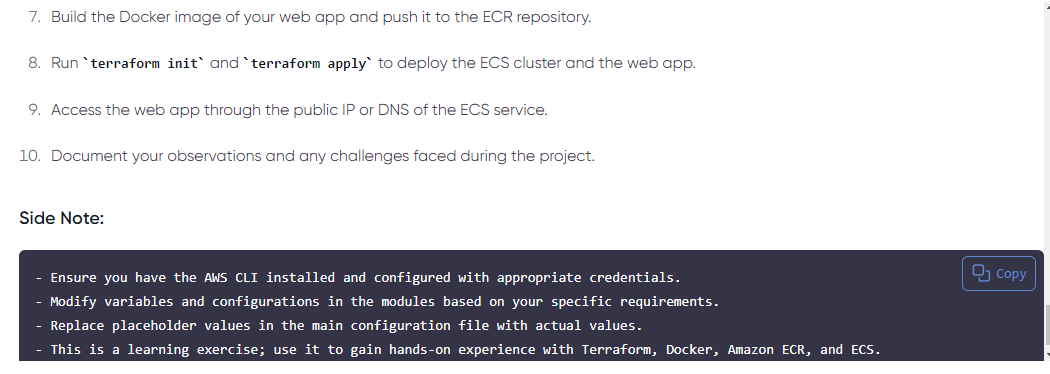 7. Build the Docker image of your web app and push it to the ECR repository.
8. Run `terraform init` and `terraform apply` to deploy the ECS cluster and the web app.
9. Access the web app through the public IP or DNS of the ECS service.
10. Document your observations and any challenges faced during the project.
Side Note:
Copy
- Ensure you have the AWS CLI installed and configured with appropriate credentials.
- Modify variables and configurations in the modules based on your specific requirements.
- Replace placeholder values in the main configuration file with actual values.
- This is a learning exercise; use it to gain hands-on experience with Terraform, Docker, Amazon ECR, and ECS.